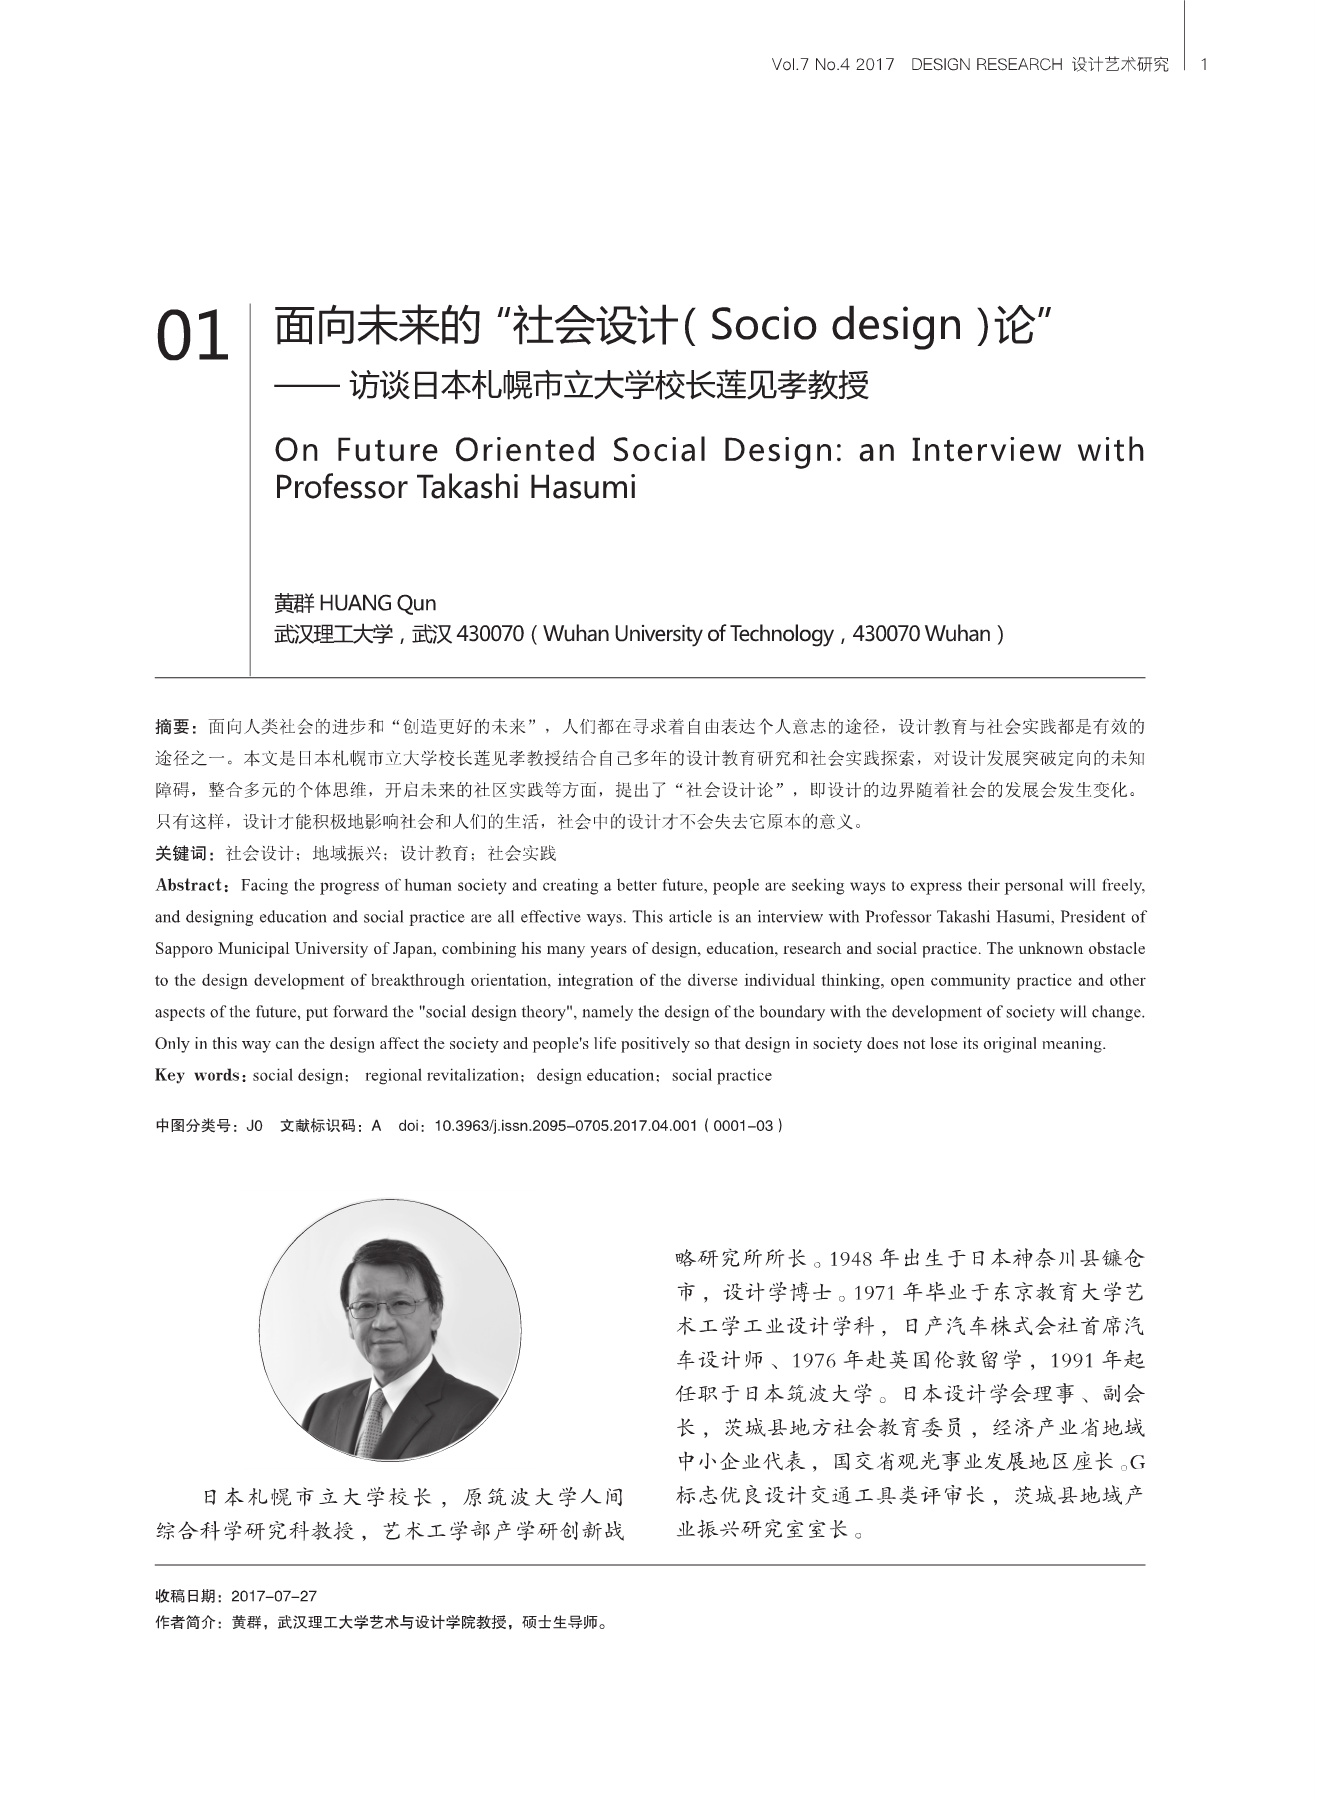 Vol.7 No.4 2017 DESIGN RESEARCH 设计艺术研究 1
01
面向未来的“社会设计（Socio design）论”
—— 访谈日本札幌市立大学校长莲见孝教授
On Future Oriented Social Design: an Interview with
Professor Takashi Hasumi
黄群 HUANG Qun
武汉理工大学，武汉 430070（Wuhan University of Technology，430070 Wuhan）
摘要：面向人类社会的进步和“创造更好的未来”，人们都在寻求着自由表达个人意志的途径，设计教育与社会实践都是有效的
途径之一。本文是日本札幌市立大学校长莲见孝教授结合自己多年的设计教育研究和社会实践探索，对设计发展突破定向的未知
障碍，整合多元的个体思维，开启未来的社区实践等方面，提出了“社会设计论”，即设计的边界随着社会的发展会发生变化。
只有这样，设计才能积极地影响社会和人们的生活，社会中的设计才不会失去它原本的意义。
关键词：社会设计；地域振兴；设计教育；社会实践
Abstract：Facing the progress of human society and creating a better future, people are seeking ways to express their personal will freely,
and designing education and social practice are all effective ways. This article is an interview with Professor Takashi Hasumi, President of
Sapporo Municipal University of Japan, combining his many years of design, education, research and social practice. The unknown obstacle
to the design development of breakthrough orientation, integration of the diverse individual thinking, open community practice and other
aspects of the future, put forward the "social design theory", namely the design of the boundary with the development of society will change.
Only in this way can the design affect the society and people's life positively so that design in society does not lose its original meaning.
Key words：social design； regional revitalization；design education；social practice
中图分类号：J0 文献标识码：A doi：10.3963/j.issn.2095-0705.2017.04.001（0001-03）
日本札幌市立大学校长，原筑波大学人间
综合科学研究科教授，艺术工学部产学研创新战
略研究所所长。1948 年出生于日本神奈川县镰仓
市，设计学博士。1971 年毕业于东京教育大学艺
术工学工业设计学科，日产汽车株式会社首席汽
车设计师、1976 年赴英国伦敦留学，1991 年起
任职于日本筑波大学。日本设计学会理事、副会
长，茨城县地方社会教育委员，经济产业省地域
中小企业代表，国交省观光事业发展地区座长。G
标志优良设计交通工具类评审长，茨城县地域产
业振兴研究室室长。
收稿日期：2017-07-27
作者简介：黄群，武汉理工大学艺术与设计学院教授，硕士生导师。